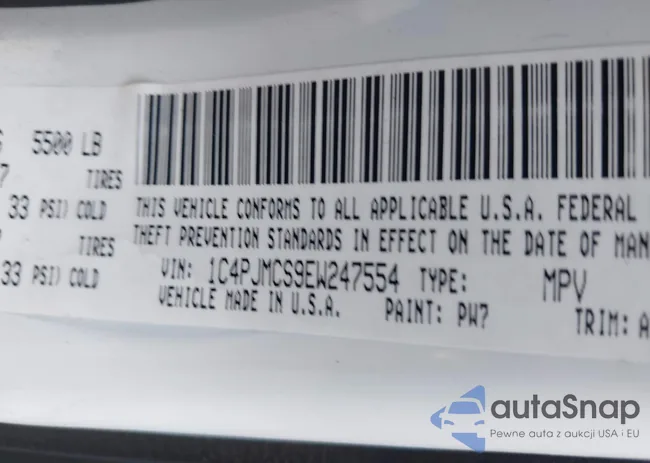 5500 LB
TIRES
33 PSI) COLD
TIRES
33 PSI) COLD
THIS VEHICLE CONFORMS TO ALL APPLICABLE U.S.A. FEDERAL
THEFT PREVENTION STANDARDS IN EFFECT ON THE DATE OF MAN
VIN: 1C4PJMCS9EW247554 TYPE: MPV
VEHICLE MADE IN U.S.A. PAINT: PW7 TRIM: A
autaSnap
Pewne auta z aukcji USA i EU